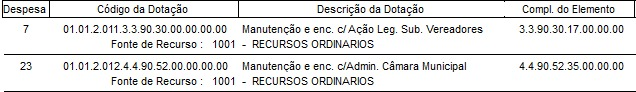 Despesa Código da Dotação Descrição da Dotação Compl. do Elemento
7 01.01.2.011.3.3.90.30.00.00.00.00 Manutenção e enc. c/Ação Leg. Sub. Vereadores 3.3.90.30.17.00.00.00
Fonte de Recurso : 1001 - RECURSOS ORDINARIOS
23 01.01.2.012.4.4.90.52.00.00.00.00 Manutenção e enc. c/Admin. Câmara Municipal 4.4.90.52.35.00.00.00
Fonte de Recurso : 1001 - RECURSOS ORDINARIOS